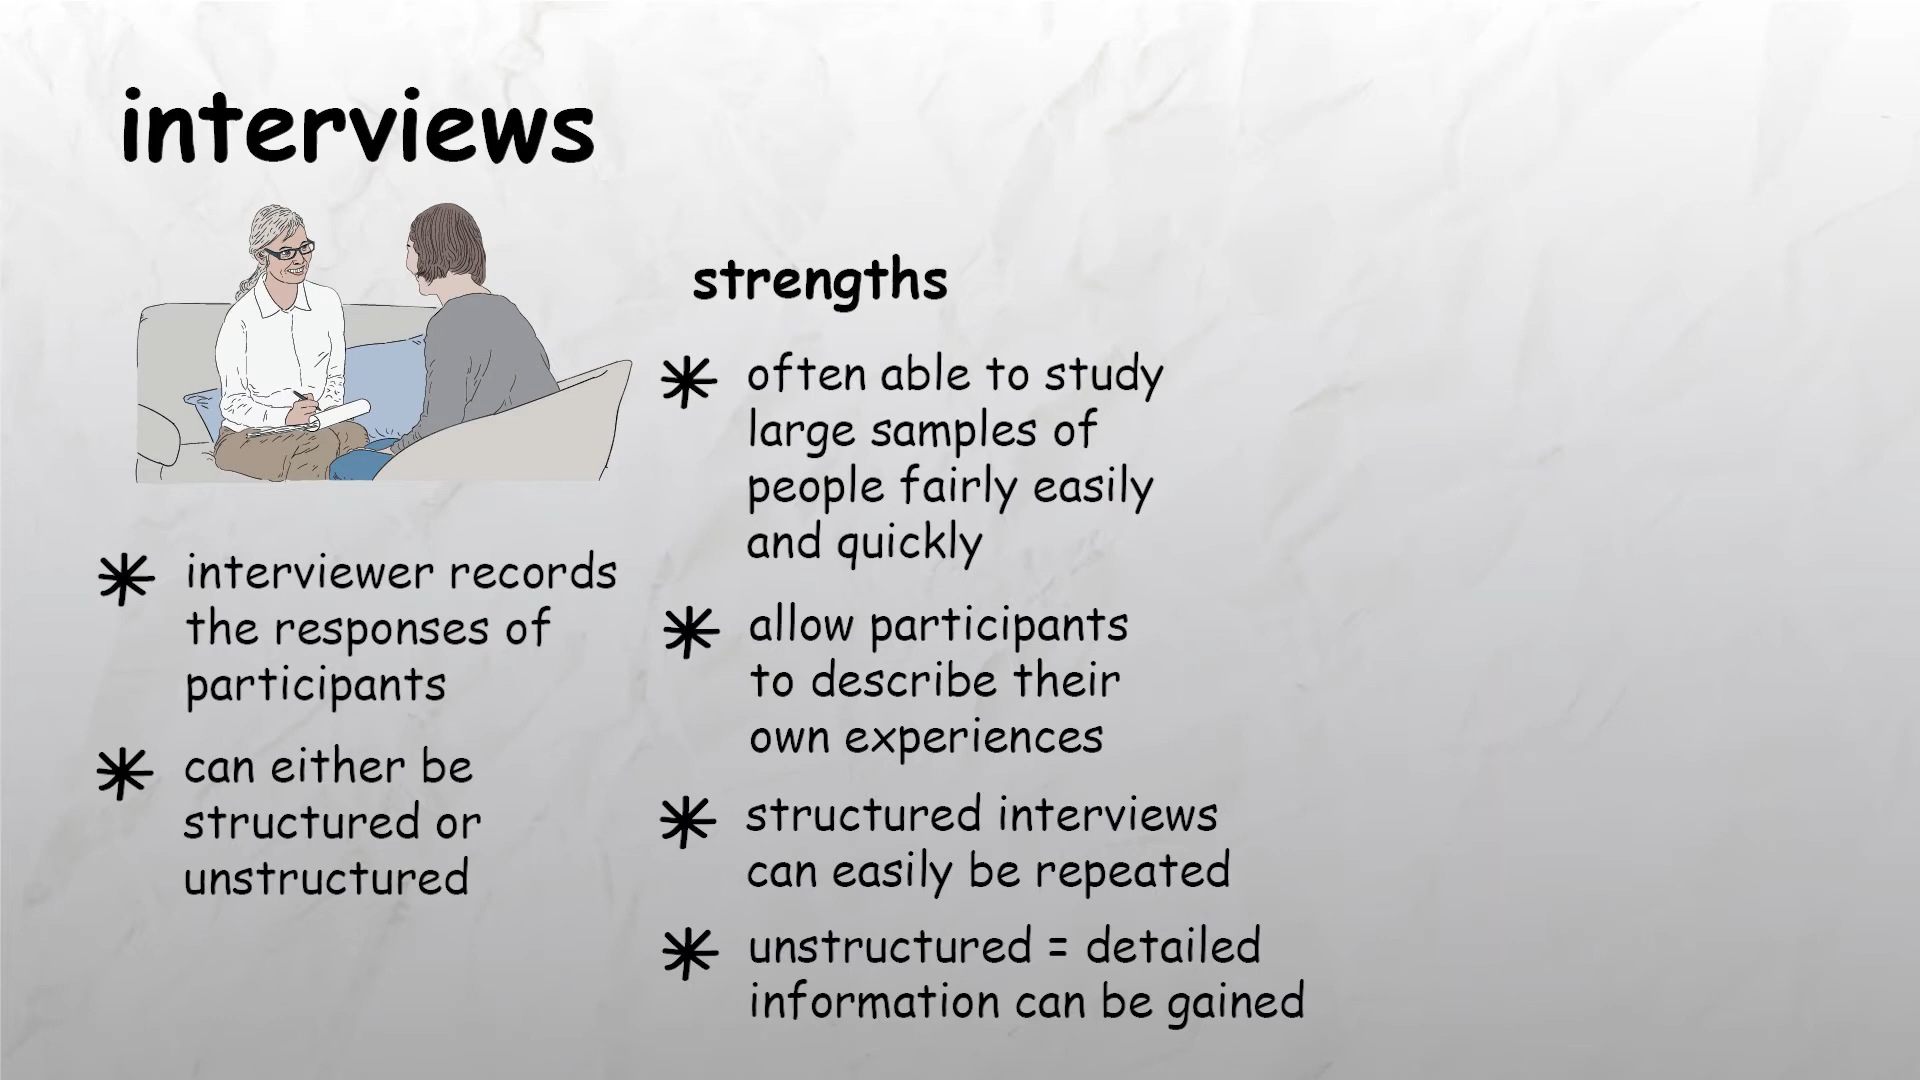 interviews
interviewer records
the responses of
participants
can either be
structured or
unstructured
strengths
often able to study
large samples of
people fairly easily
and quickly
allow participants
to describe their
own experiences
structured interviews
can easily be repeated
unstructured = detailed
information can be gained